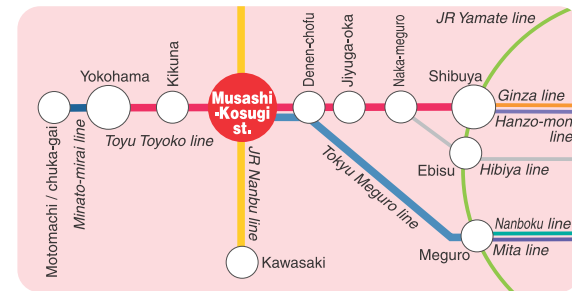 JR Yamate line
Yokohama
Kikuna
Musashi
-Kosugi
st.
Denen-chofu
Jiyuga-oka
Naka-meguro
Shibuya
Ginza line
Hanzo-mon
line
Motomachi / chuka-gai
Minato-mirai line
Toyu Toyoko line
JR Nanbu line
Tokyu Meguro line
Ebisu
Hibiya line
Nanboku line
Meguro
Mita line
Kawasaki